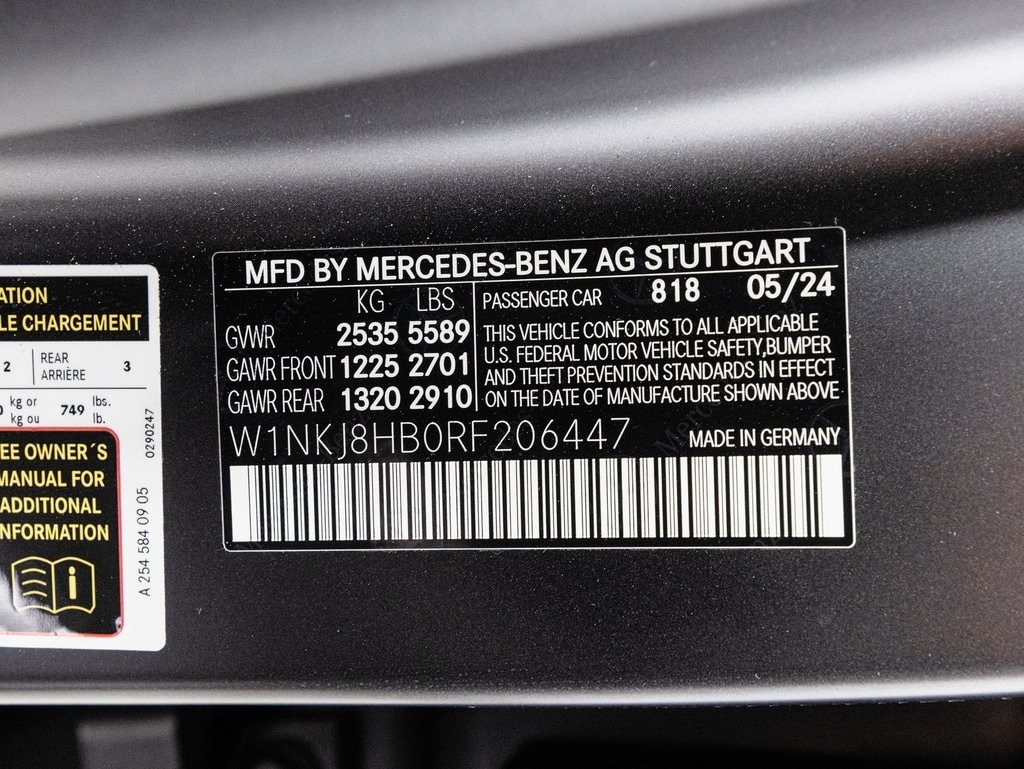 MFD BY MERCEDES-BENZ AG STUTTGART
KG LBS
GVWR 2535 5589
GAWR FRONT 1225 2701
GAWR REAR 1320 2910
PASSENGER CAR 818 05/24
THIS VEHICLE CONFORMS TO ALL APPLICABLE
U.S. FEDERAL MOTOR VEHICLE SAFETY,BUMPER
AND THEFT PREVENTION STANDARDS IN EFFECT
ON THE DATE OF MANUFACTURE SHOWN ABOVE
W1NKJ8HB0RF206447 MADE IN GERMANY
ATION
LE CHARGEMENT
2 REAR 3
ARRIÈRE
0 kg or 749 lbs.
kg ou lb.
EE OWNER´S
MANUAL FOR
ADDITIONAL
NFORMATION
i
0290247
A 254 584 09 05